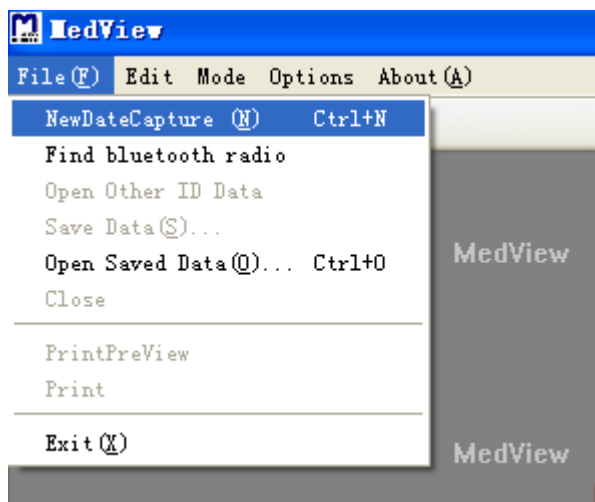 MedView
File(F) Edit Mode Options About(A)
NewDateCapture (N) Ctrl+N
Find bluetooth radio
Open Other ID Data
Save Data(S)...
Open Saved Data(O)... Ctrl+O
Close
PrintPreView
Print
Exit(X)
MedView
MedView